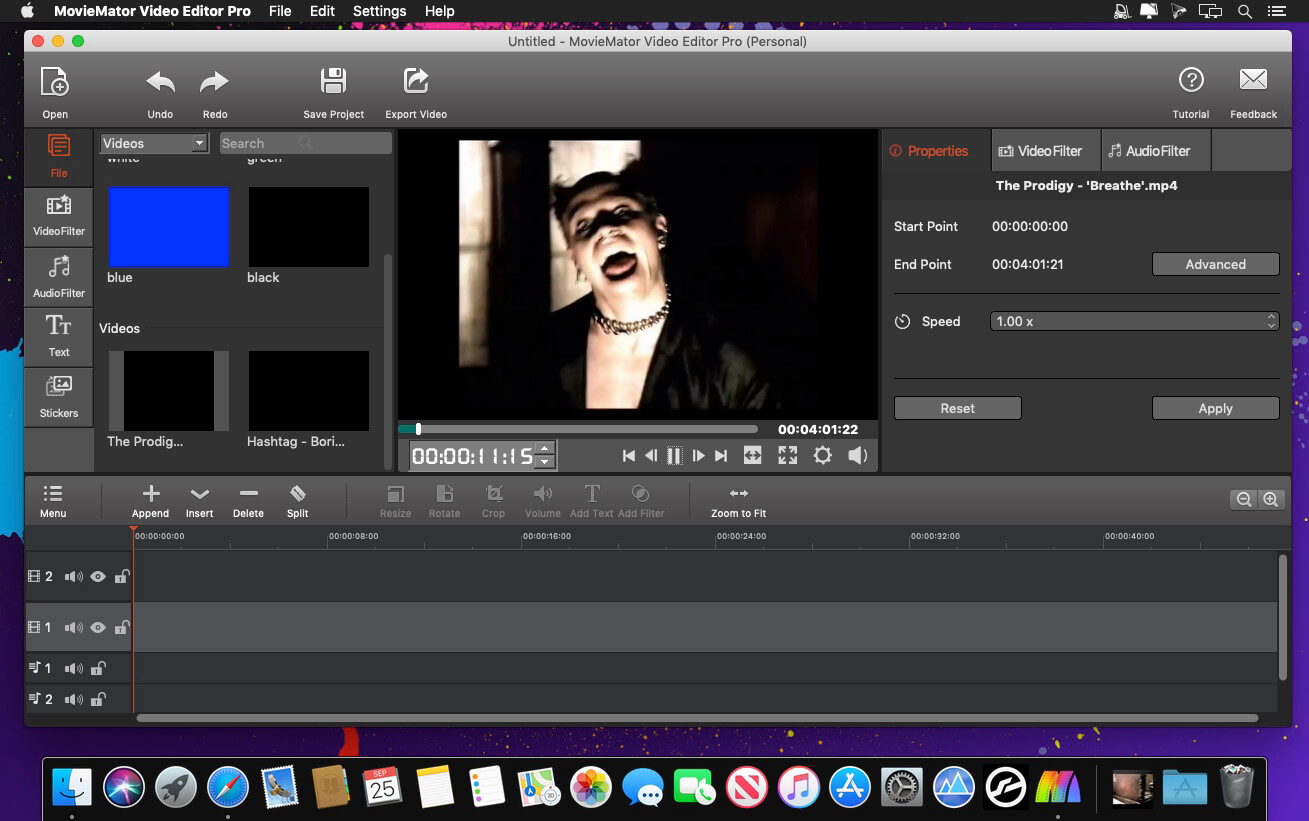 MovieMator Video Editor Pro File Edit Settings Help
Untitled - MovieMator Video Editor Pro (Personal)
Open Undo Redo Save Project Export Video Tutorial Feedback
File
VideoFilter
AudioFilter
Text
Stickers
Videos Search
white green
blue black
Videos
The Prodig... Hashtag - Bori...
00:04:01:22
00:00:11:15
Properties VideoFilter AudioFilter
The Prodigy - 'Breathe'.mp4
Start Point 00:00:00:00
End Point 00:04:01:21 Advanced
Speed 1.00 x
Reset Apply
Menu Append Insert Delete Split Resize Rotate Crop Volume Add Text Add Filter Zoom to Fit
00:00:00:00 00:00:08:00 00:00:16:00 00:00:24:00 00:00:32:00 00:00:40:00
2
1
1
2
SEP
25